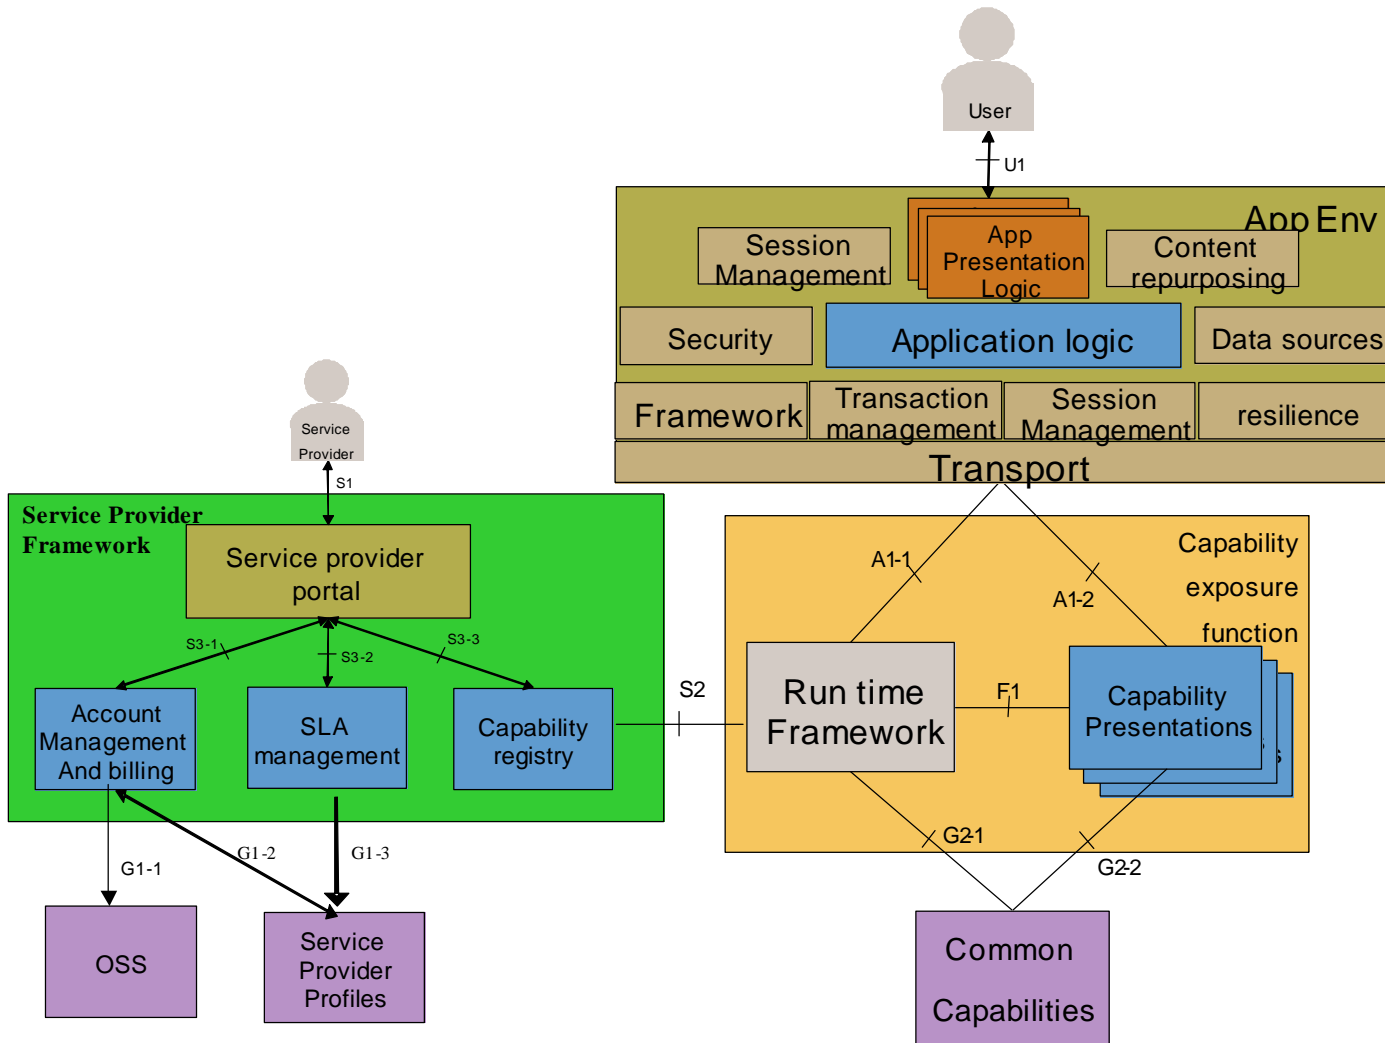 User
U1
App Env
Session
Management
App
Presentation
Logic
Content
repurposing
Security
Application logic
Data sources
Framework
Transaction
management
Session
Management
resilience
Transport
Service
Provider
S1
Service Provider
Framework
Service provider
portal
S3-1
S3-2
S3-3
Account
Management
And billing
SLA
management
Capability
registry
S2
A1-1
A1-2
Capability
exposure
function
Run time
Framework
F1
Capability
Presentations
s
G1-1
G1-2
G1-3
G2-1
G2-2
OSS
Service
Provider
Profiles
Common
Capabilities